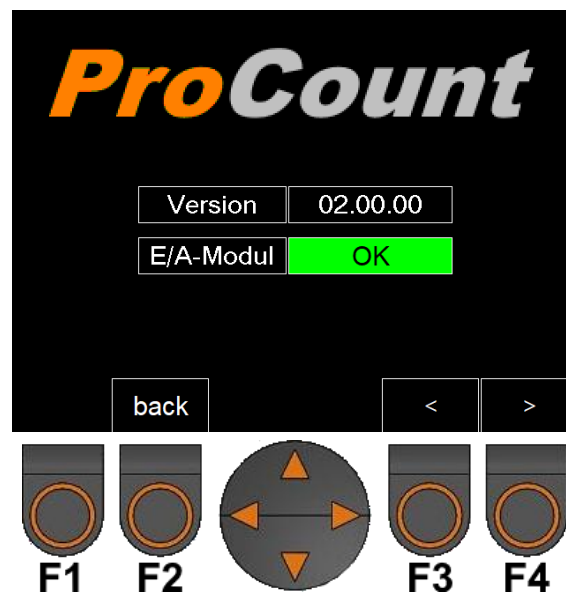 ProCount
Version 02.00.00
E/A-Modul OK
back < >
F1 F2 F3 F4